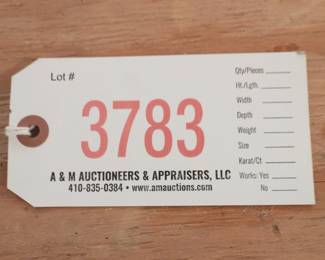 Lot #
3783
A & M AUCTIONEERS & APPRAISERS, LLC
410-835-0384 • www.amauctions.com
Qty/Pieces
Ht./Lgth.
Width
Depth
Weight
Size
Karat/Ct.
Works: Yes
No